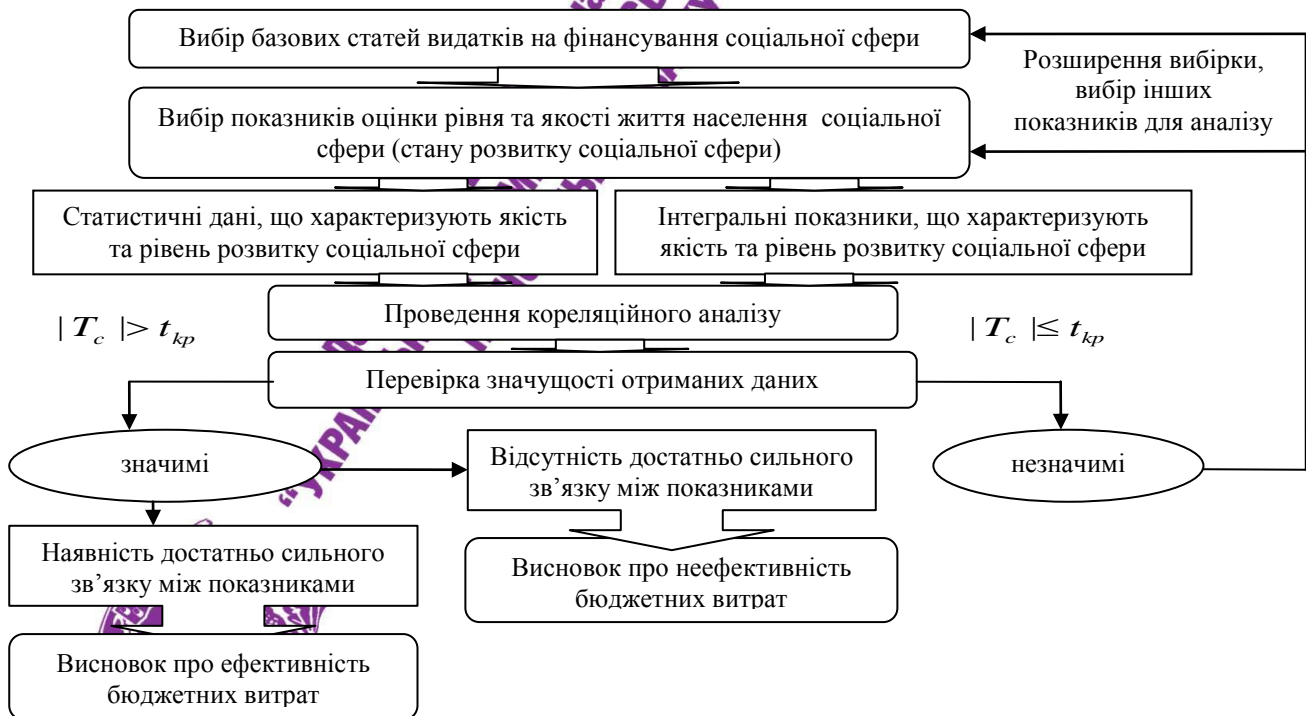 Вибір базових статей видатків на фінансування соціальної сфери
Розширення вибірки,
вибір інших
показників для аналізу
Вибір показників оцінки рівня та якості життя населення соціальної
сфери (стану розвитку соціальної сфери)
Статистичні дані, що характеризують якість
та рівень розвитку соціальної сфери
Інтегральні показники, що характеризують
якість та рівень розвитку соціальної сфери
Проведення кореляційного аналізу
| T_c |> t_kp
| T_c |≤ t_kp
Перевірка значущості отриманих даних
значимі
Відсутність достатньо сильного
зв’язку між показниками
незначимі
Наявність достатньо сильного
зв’язку між показниками
Висновок про неефективність
бюджетних витрат
Висновок про ефективність
бюджетних витрат